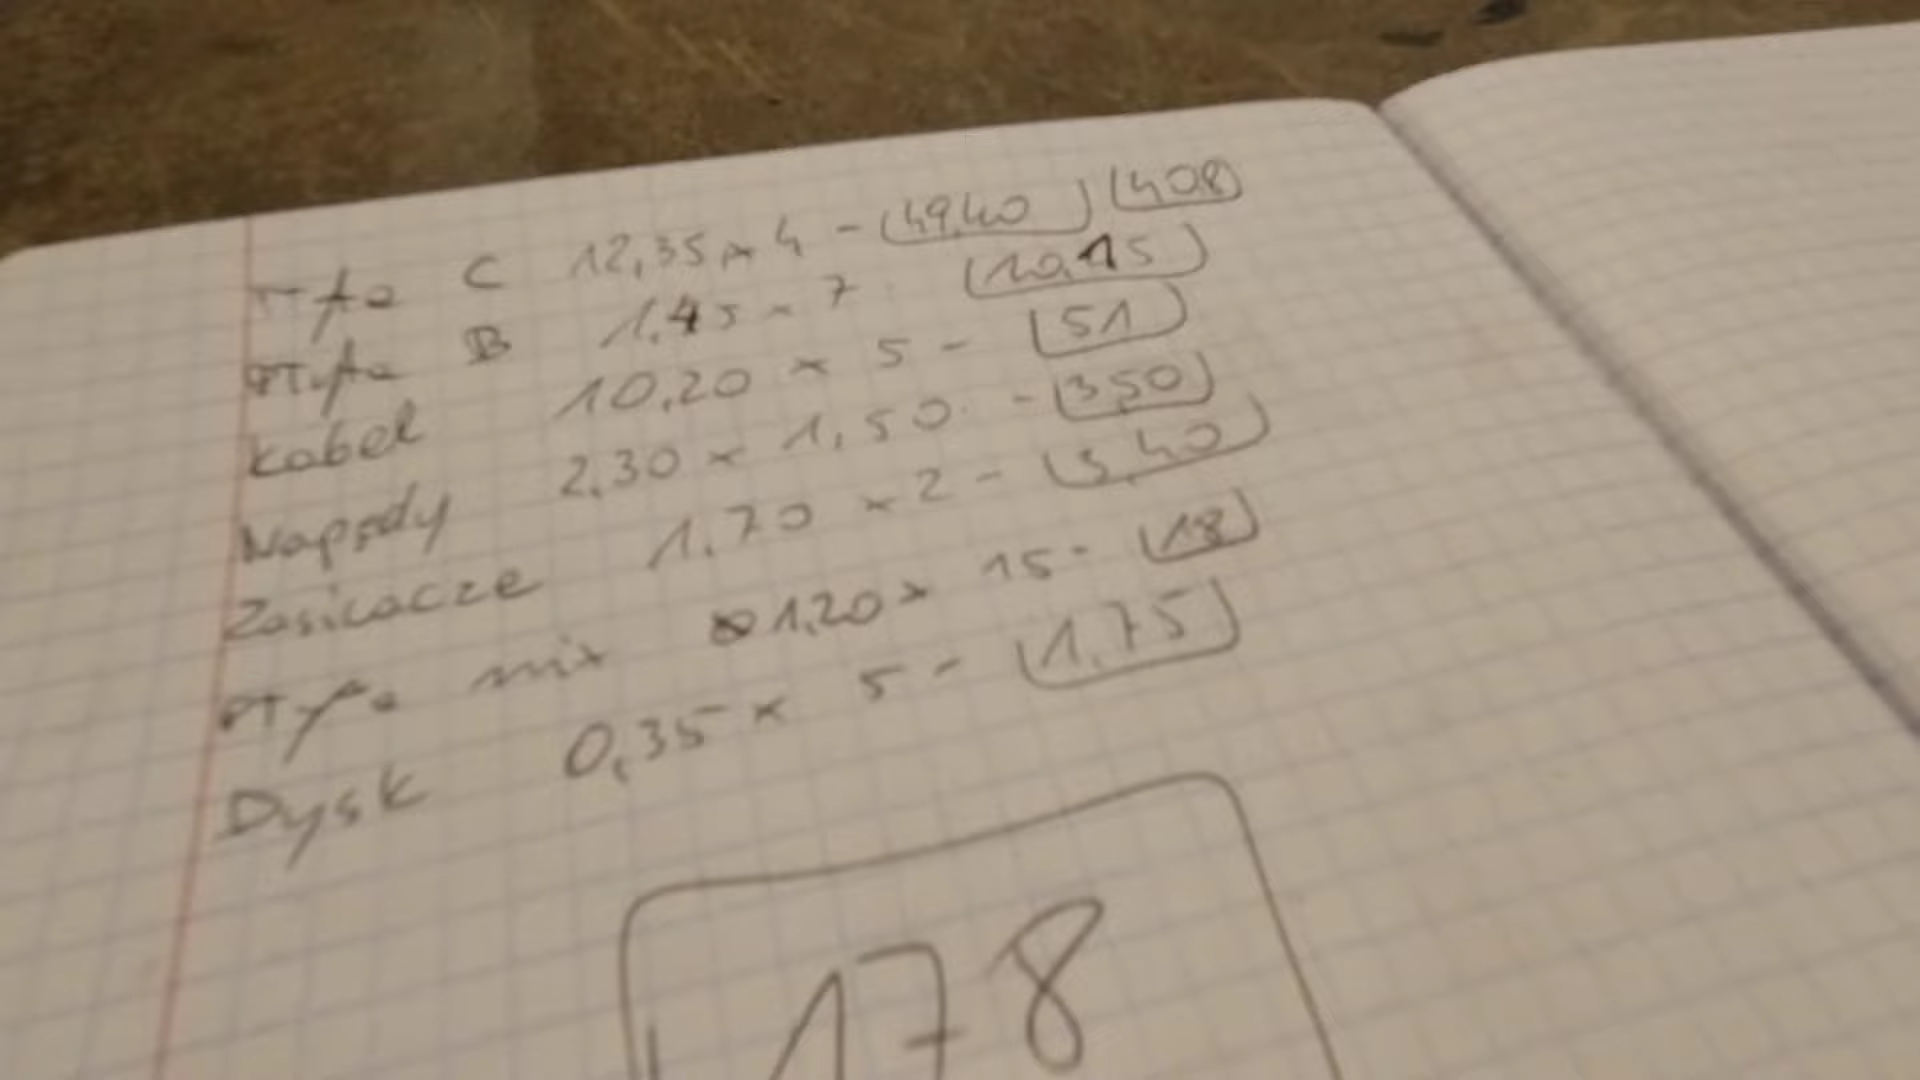 Płyta C 12,35 x 4 - 49,40 408
Płyta B 1,45 x 7 10,15
Kabel 10,20 x 5 - 51
Napędy 2,30 x 1,50 - 3,50
Zasilacze 1,70 x 2 - 3,40
Płyta mix 1,20 x 15 - 18
Dysk 0,35 x 5 - 1,75
178